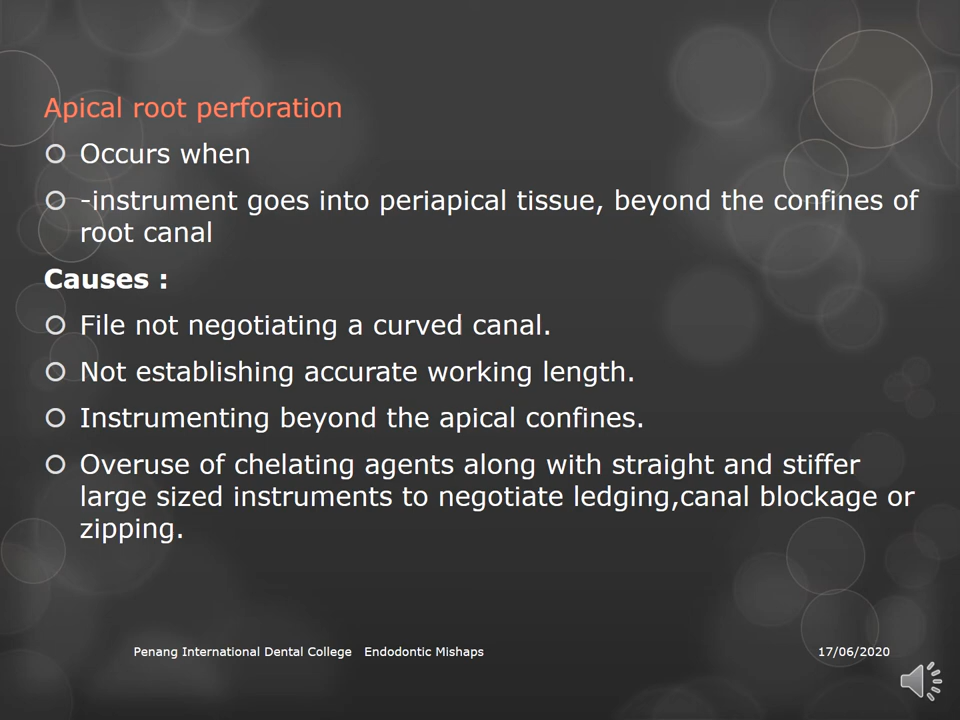 Apical root perforation
Occurs when
-instrument goes into periapical tissue, beyond the confines of
root canal
Causes :
File not negotiating a curved canal.
Not establishing accurate working length.
Instrumenting beyond the apical confines.
Overuse of chelating agents along with straight and stiffer
large sized instruments to negotiate ledging,canal blockage or
zipping.
Penang International Dental College Endodontic Mishaps
17/06/2020